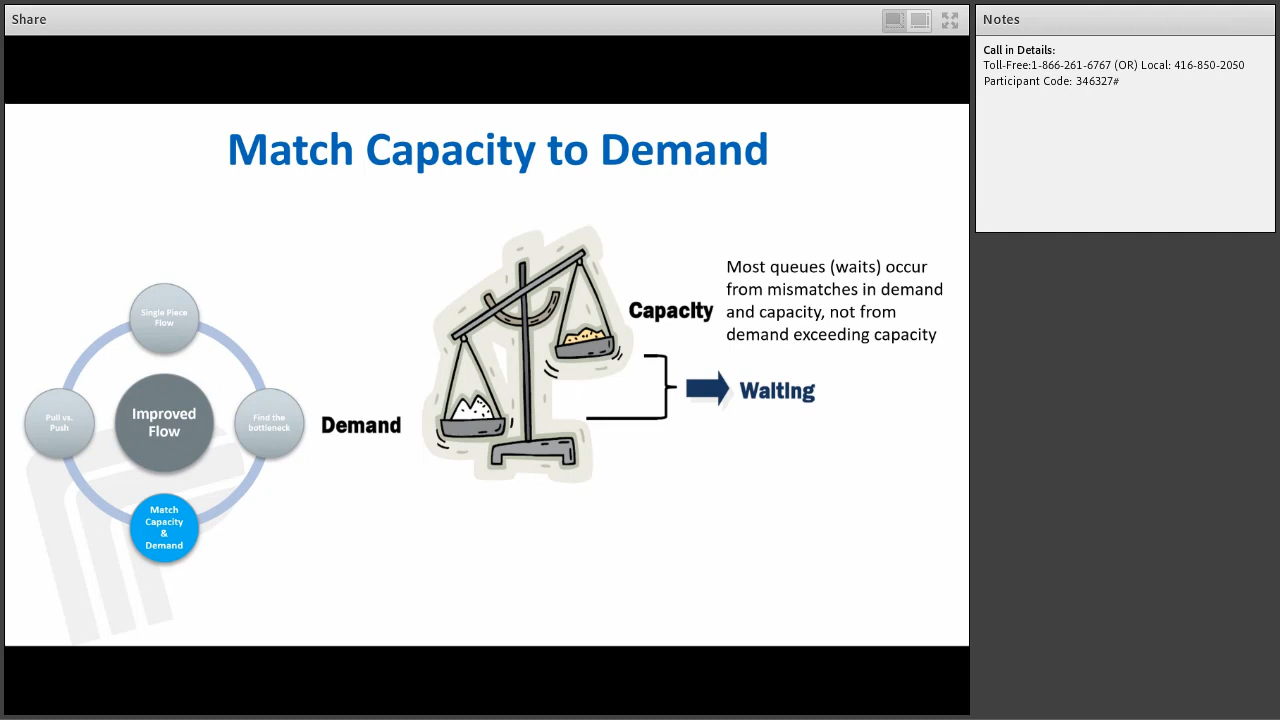 Share
Notes
Call in Details:
Toll-Free:1-866-261-6767 (OR) Local: 416-850-2050
Participant Code: 346327#
Match Capacity to Demand
Most queues (waits) occur
from mismatches in demand
and capacity, not from
demand exceeding capacity
Capacity
Waiting
Demand
Single Piece
Flow
Pull vs.
Push
Improved
Flow
Find the
bottleneck
Match
Capacity
&
Demand